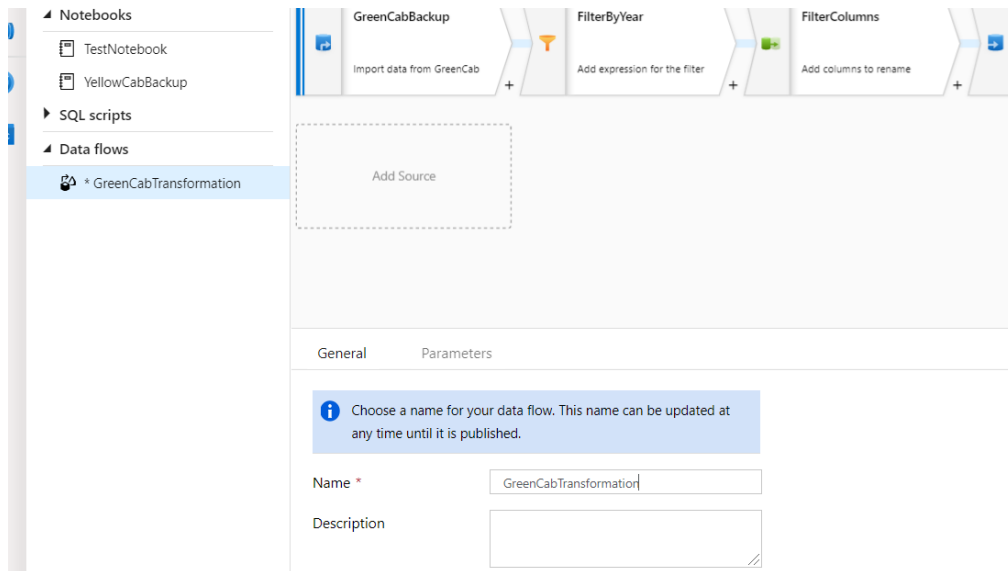 Notebooks
TestNotebook
YellowCabBackup
SQL scripts
Data flows
* GreenCabTransformation
GreenCabBackup
Import data from GreenCab
+
FilterByYear
Add expression for the filter
+
FilterColumns
Add columns to rename
+
Add Source
General
Parameters
Choose a name for your data flow. This name can be updated at
any time until it is published.
Name *
GreenCabTransformation
Description